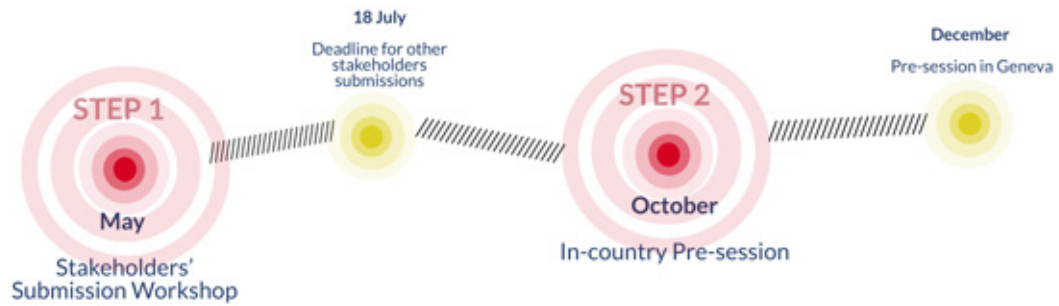 STEP 1
May
Stakeholders'
Submission Workshop
18 July
Deadline for other
stakeholders
submissions
STEP 2
October
In-country Pre-session
December
Pre-session in Geneva